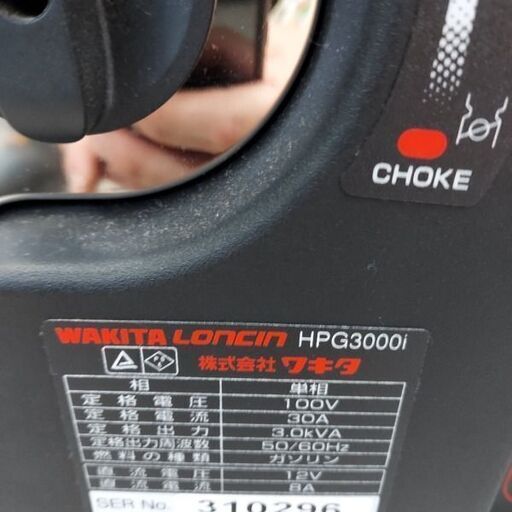 CHOKE
WAKITA LONCIN HPG3000i
株式会社 ワキタ
相 単相
定格電圧 100V
定格電流 30A
定格出力 3.0kVA
定格出力周波数 50/60Hz
燃料の種類 ガソリン
直流電圧 12V
直流電流 8A
SER No. 310296